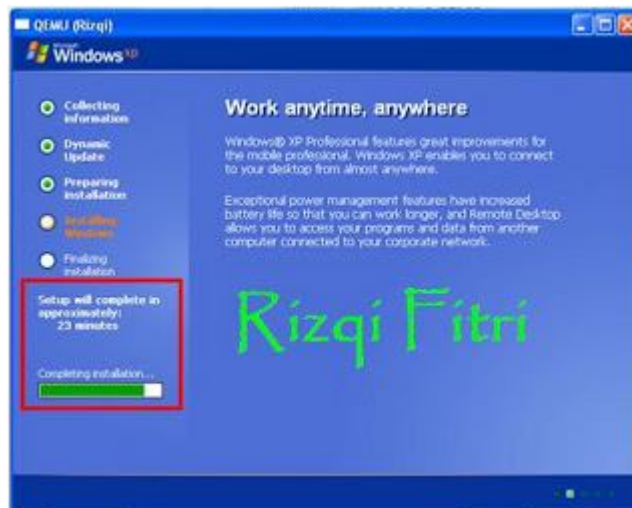 QEMU (Rizqi)
Microsoft
Windows xp
Collecting
information
Dynamic
Update
Preparing
installation
Installing
Windows
Finalizing
installation
Setup will complete in
approximately:
23 minutes
Completing installation...
Work anytime, anywhere
Windows® XP Professional features great improvements for
the mobile professional. Windows XP enables you to connect
to your desktop from almost anywhere.
Exceptional power management features have increased
battery life so that you can work longer, and Remote Desktop
allows you to access your programs and data from another
computer connected to your corporate network.
Rizqi Fitri